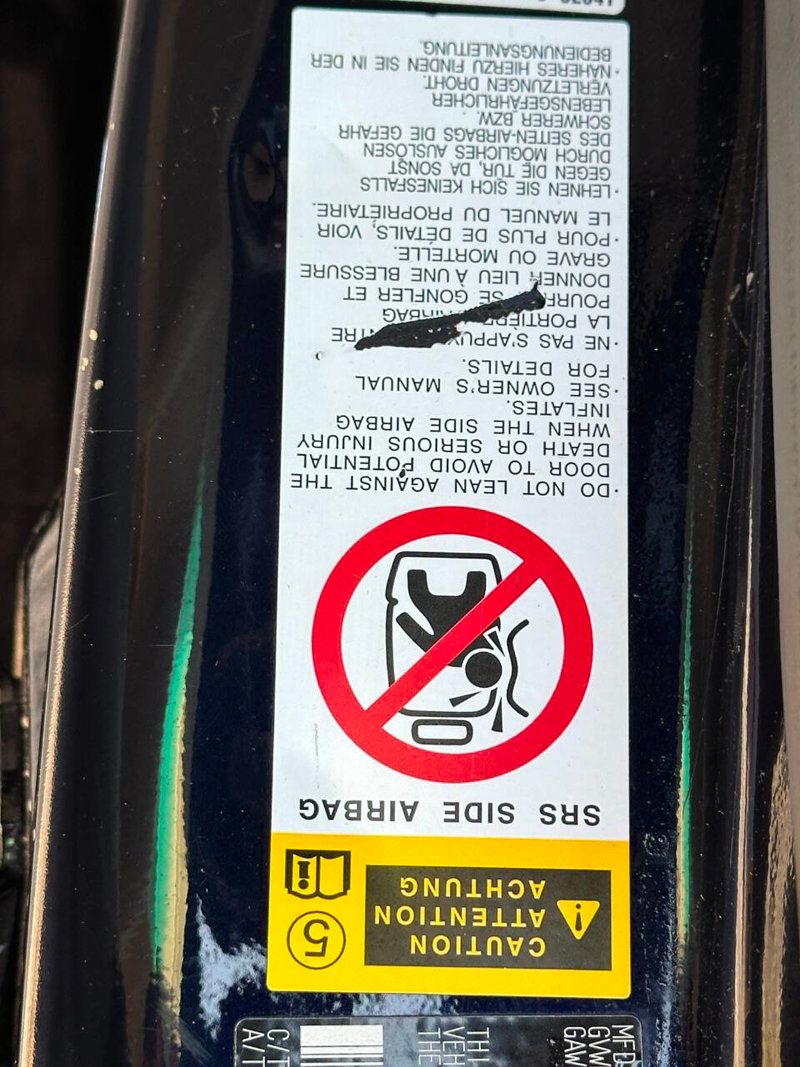 CAUTION
ATTENTION
ACHTUNG
5
SRS SIDE AIRBAG
·DO NOT LEAN AGAINST THE
DOOR TO AVOID POTENTIAL
DEATH OR SERIOUS INJURY
WHEN THE SIDE AIRBAG
INFLATES.
·SEE OWNER'S MANUAL
FOR DETAILS.
·NE PAS
LA
SE GONFLER ET
DONNER LIEU À UNE BLESSURE
GRAVE OU MORTELLE.
·POUR PLUS DE DÉTAILS, VOIR
LE MANUEL DU PROPRIÉTAIRE.
·LEHNEN SIE SICH KEINESFALLS
GEGEN DIE TÜR, DA SONST
DURCH MÖGLICHES AUSLÖSEN
DES SEITEN-AIRBAGS DIE GEFAHR
SCHWERER BZW.
LEBENSGEFÄHRLICHER
VERLETZUNGEN DROHT.
·NÄHERES HIERZU FINDEN SIE IN DER
BEDIENUNGSANLEITUNG.